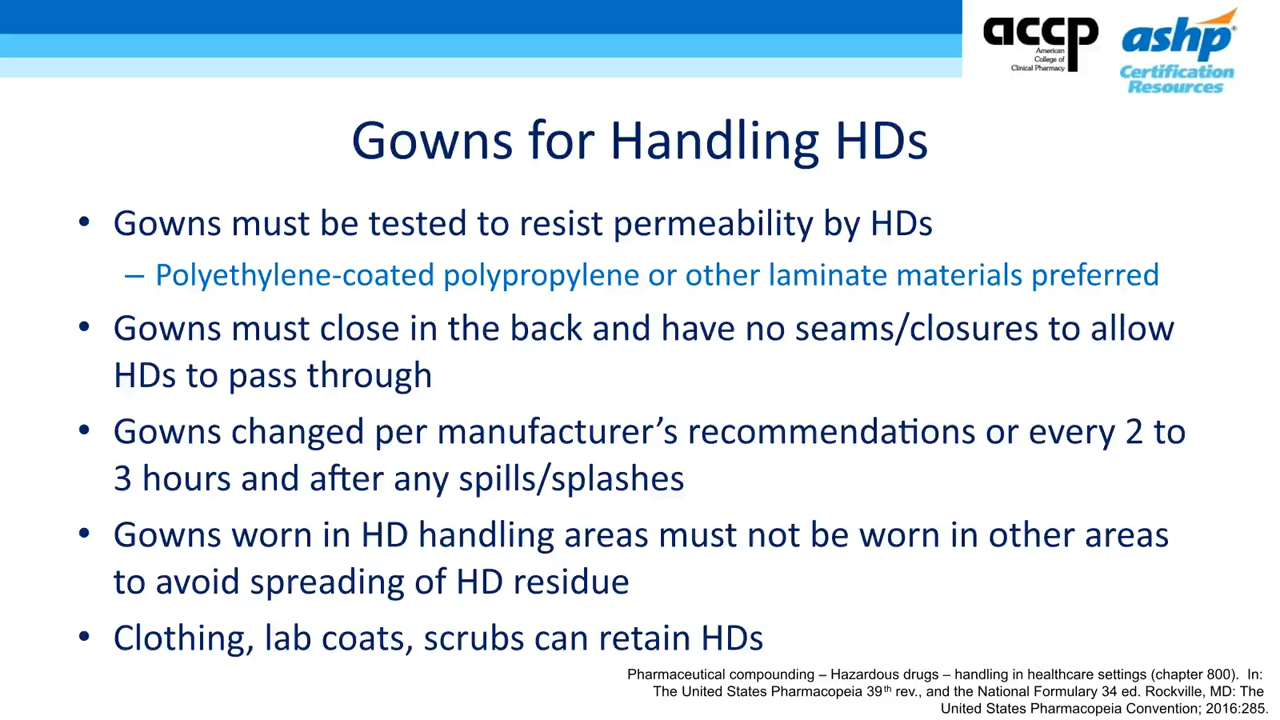 accp
American
College of
Clinical Pharmacy
ashp®
Certification
Resources
Gowns for Handling HDs
• Gowns must be tested to resist permeability by HDs
– Polyethylene-coated polypropylene or other laminate materials preferred
• Gowns must close in the back and have no seams/closures to allow
HDs to pass through
• Gowns changed per manufacturer’s recommendations or every 2 to
3 hours and after any spills/splashes
• Gowns worn in HD handling areas must not be worn in other areas
to avoid spreading of HD residue
• Clothing, lab coats, scrubs can retain HDs
Pharmaceutical compounding – Hazardous drugs – handling in healthcare settings (chapter 800). In:
The United States Pharmacopeia 39th rev., and the National Formulary 34 ed. Rockville, MD: The
United States Pharmacopeia Convention; 2016:285.